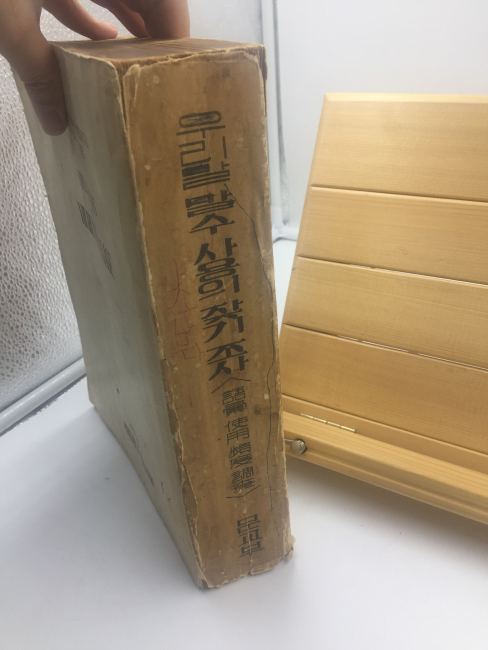 우리말 말수 사용의 잦기 조사
〈語彙 使用 頻度 調査〉
문교부